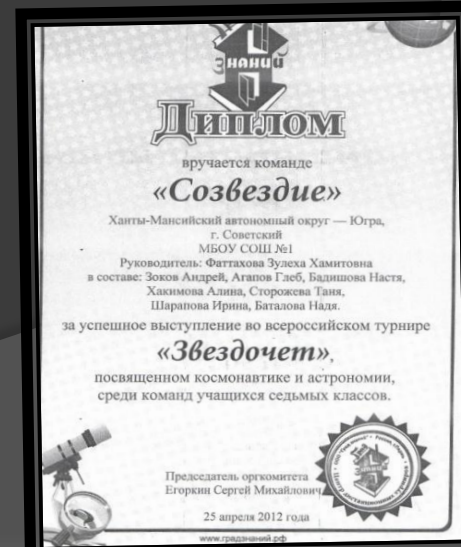 знаний
Диплом
вручается команде
«Созвездие»
Ханты-Мансийский автономный округ — Югра,
г. Советский
МБОУ СОШ №1
Руководитель: Фаттахова Зулеха Хамитовна
в составе: Зоков Андрей, Агапов Глеб, Бадишова Настя,
Хакимова Алина, Сторожева Таня,
Шарапова Ирина, Баталова Надя.
за успешное выступление во всероссийском турнире
«Звездочет»,
посвященном космонавтике и астрономии,
среди команд учащихся седьмых классов.
Председатель оргкомитета
Егоркин Сергей Михайлович
25 апреля 2012 года
www.градзнаний.рф